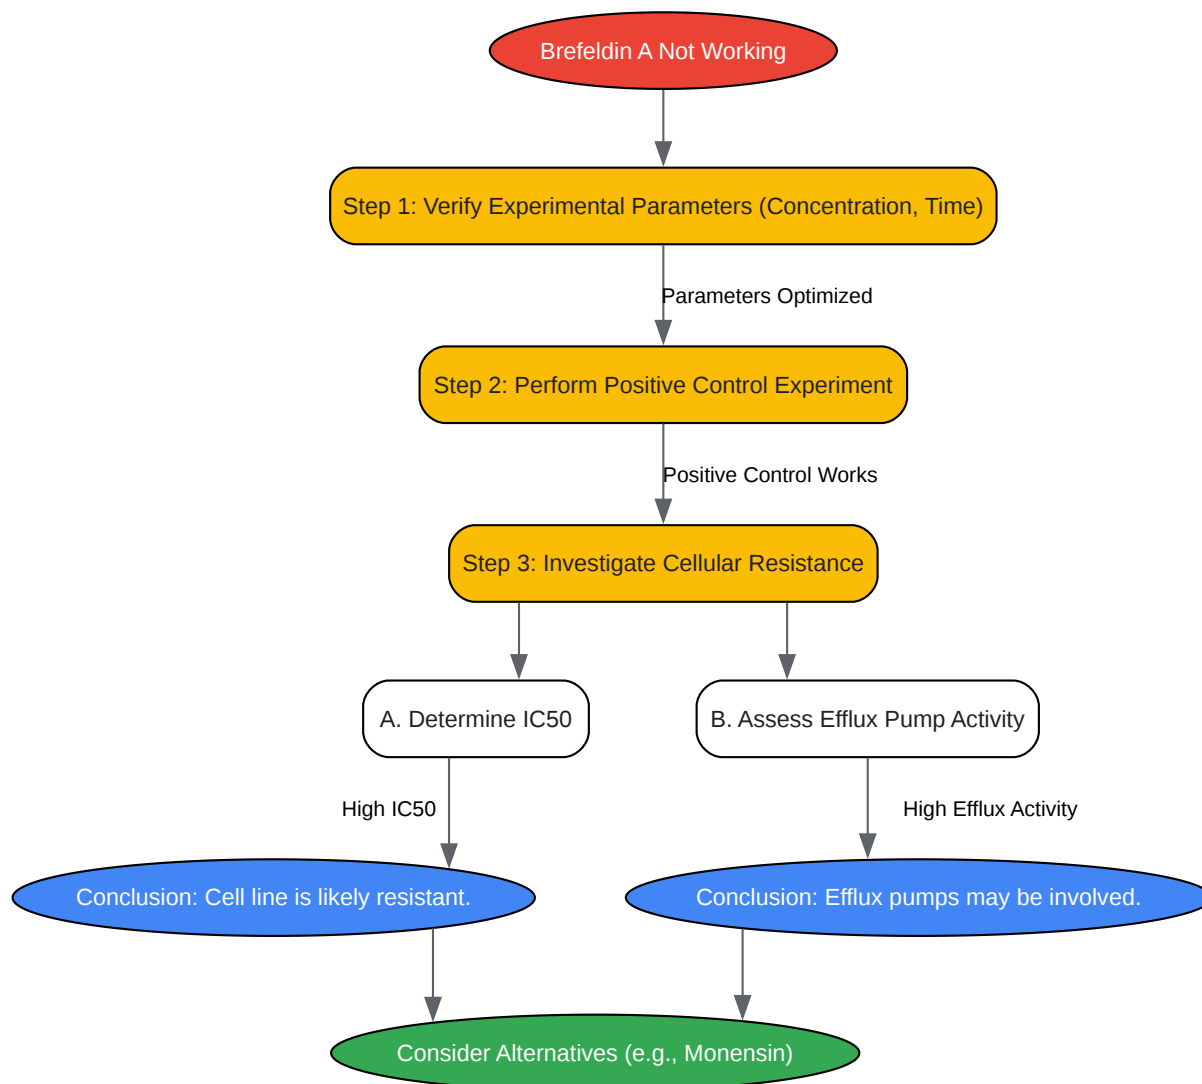 Brefeldin A Not Working
Step 1: Verify Experimental Parameters (Concentration, Time)
Parameters Optimized
Step 2: Perform Positive Control Experiment
Positive Control Works
Step 3: Investigate Cellular Resistance
A. Determine IC50
B. Assess Efflux Pump Activity
High IC50
High Efflux Activity
Conclusion: Cell line is likely resistant.
Conclusion: Efflux pumps may be involved.
Consider Alternatives (e.g., Monensin)